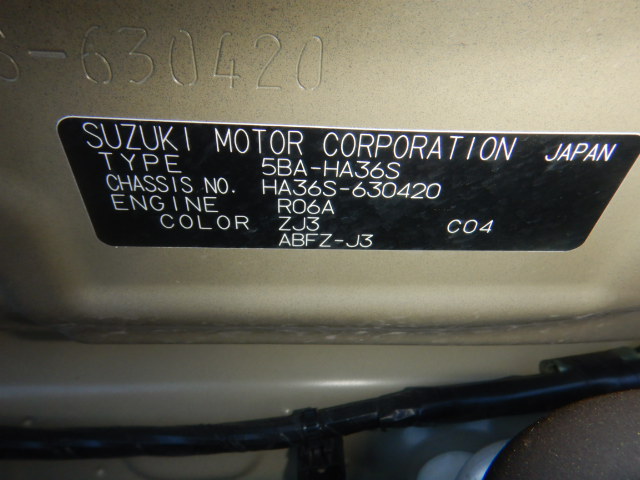 S-630420
SUZUKI MOTOR CORPORATION JAPAN
TYPE 5BA-HA36S
CHASSIS NO. HA36S-630420
ENGINE R06A
COLOR ZJ3 C04
ABFZ-J3